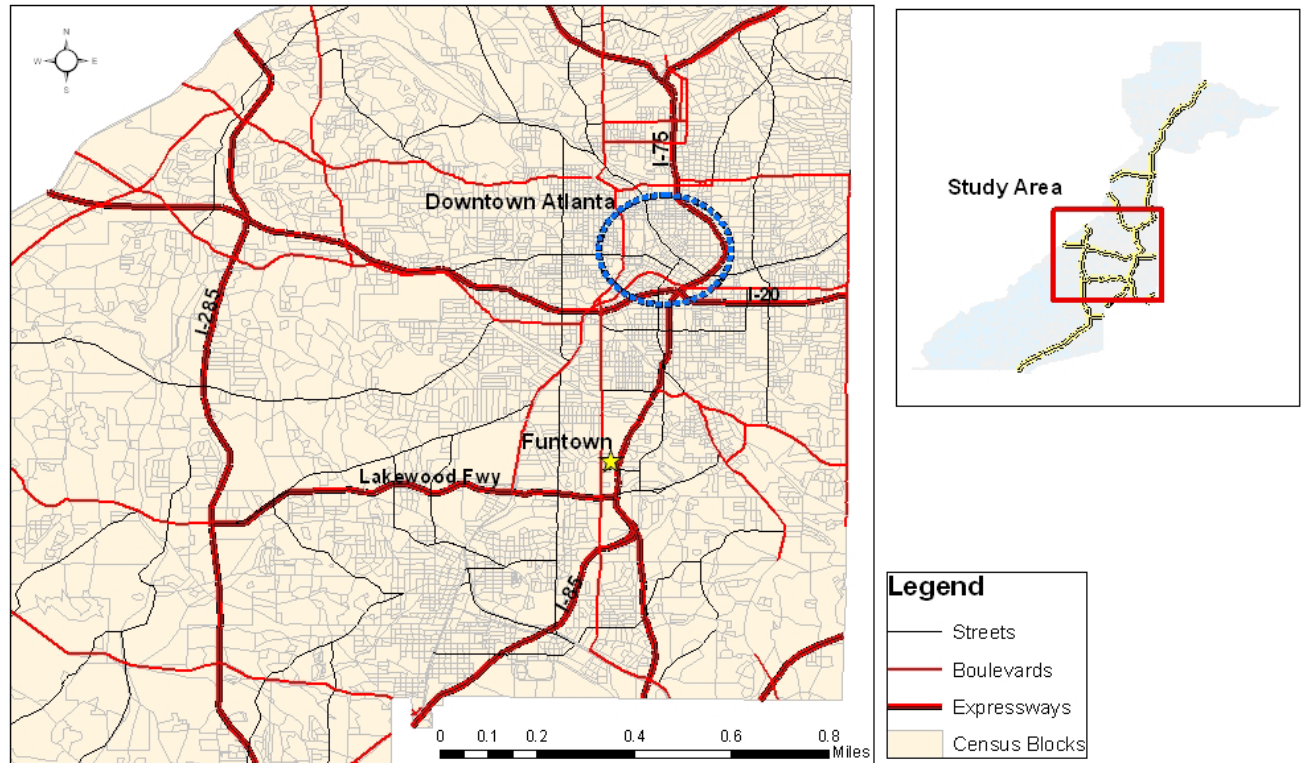 N
W E
S
I-75
Downtown Atlanta
I-20
I-285
Funtown
Lakewood Fwy
I-85
0 0.1 0.2 0.4 0.6 0.8
Miles
Study Area
Legend
Streets
Boulevards
Expressways
Census Blocks